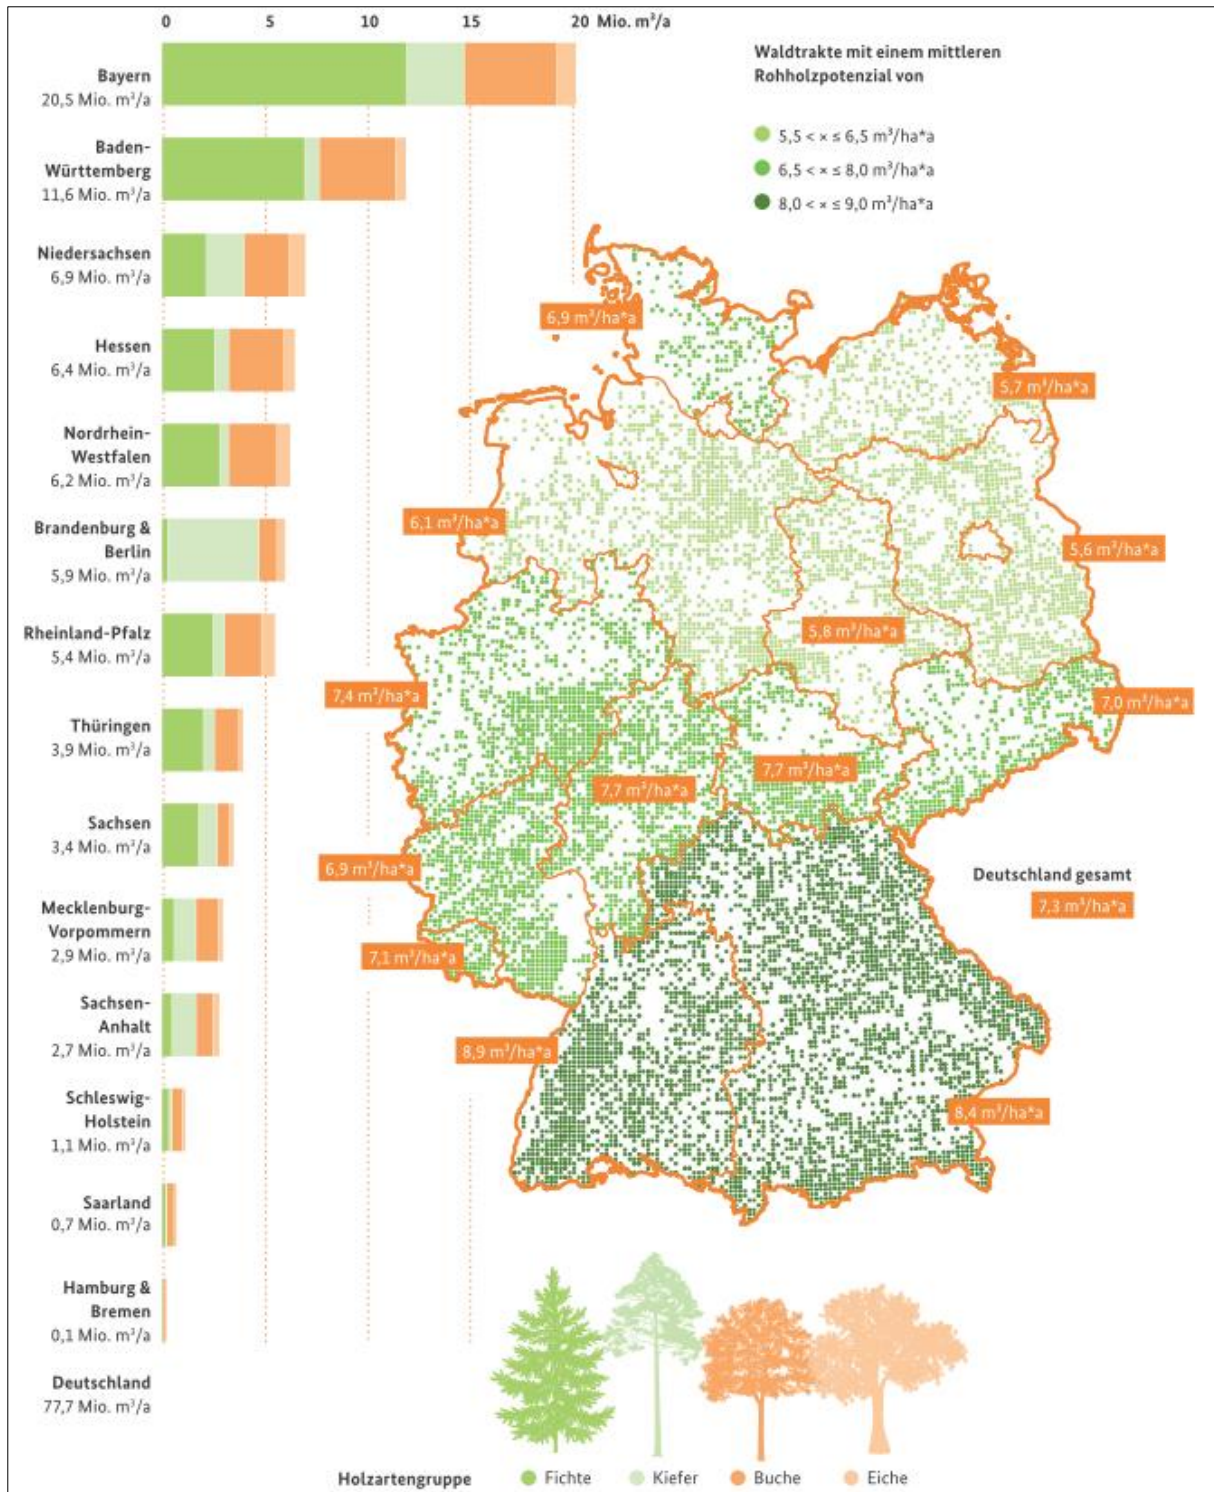 0 5 10 15 20 Mio. m³/a
Bayern
20,5 Mio. m³/a
Baden-
Württemberg
11,6 Mio. m³/a
Niedersachsen
6,9 Mio. m³/a
Hessen
6,4 Mio. m³/a
Nordrhein-
Westfalen
6,2 Mio. m³/a
Brandenburg &
Berlin
5,9 Mio. m³/a
Rheinland-Pfalz
5,4 Mio. m³/a
Thüringen
3,9 Mio. m³/a
Sachsen
3,4 Mio. m³/a
Mecklenburg-
Vorpommern
2,9 Mio. m³/a
Sachsen-
Anhalt
2,7 Mio. m³/a
Schleswig-
Holstein
1,1 Mio. m³/a
Saarland
0,7 Mio. m³/a
Hamburg &
Bremen
0,1 Mio. m³/a
Deutschland
77,7 Mio. m³/a
Waldtrakte mit einem mittleren
Rohholzpotenzial von
5,5 < × ≤ 6,5 m³/ha*a
6,5 < × ≤ 8,0 m³/ha*a
8,0 < × ≤ 9,0 m³/ha*a
6,9 m³/ha*a
5,7 m³/ha*a
6,1 m³/ha*a
5,6 m³/ha*a
5,8 m³/ha*a
7,4 m³/ha*a
7,0 m³/ha*a
7,7 m³/ha*a
7,7 m³/ha*a
6,9 m³/ha*a
Deutschland gesamt
7,3 m³/ha*a
7,1 m³/ha*a
8,9 m³/ha*a
8,4 m³/ha*a
Holzartengruppe Fichte Kiefer Buche Eiche